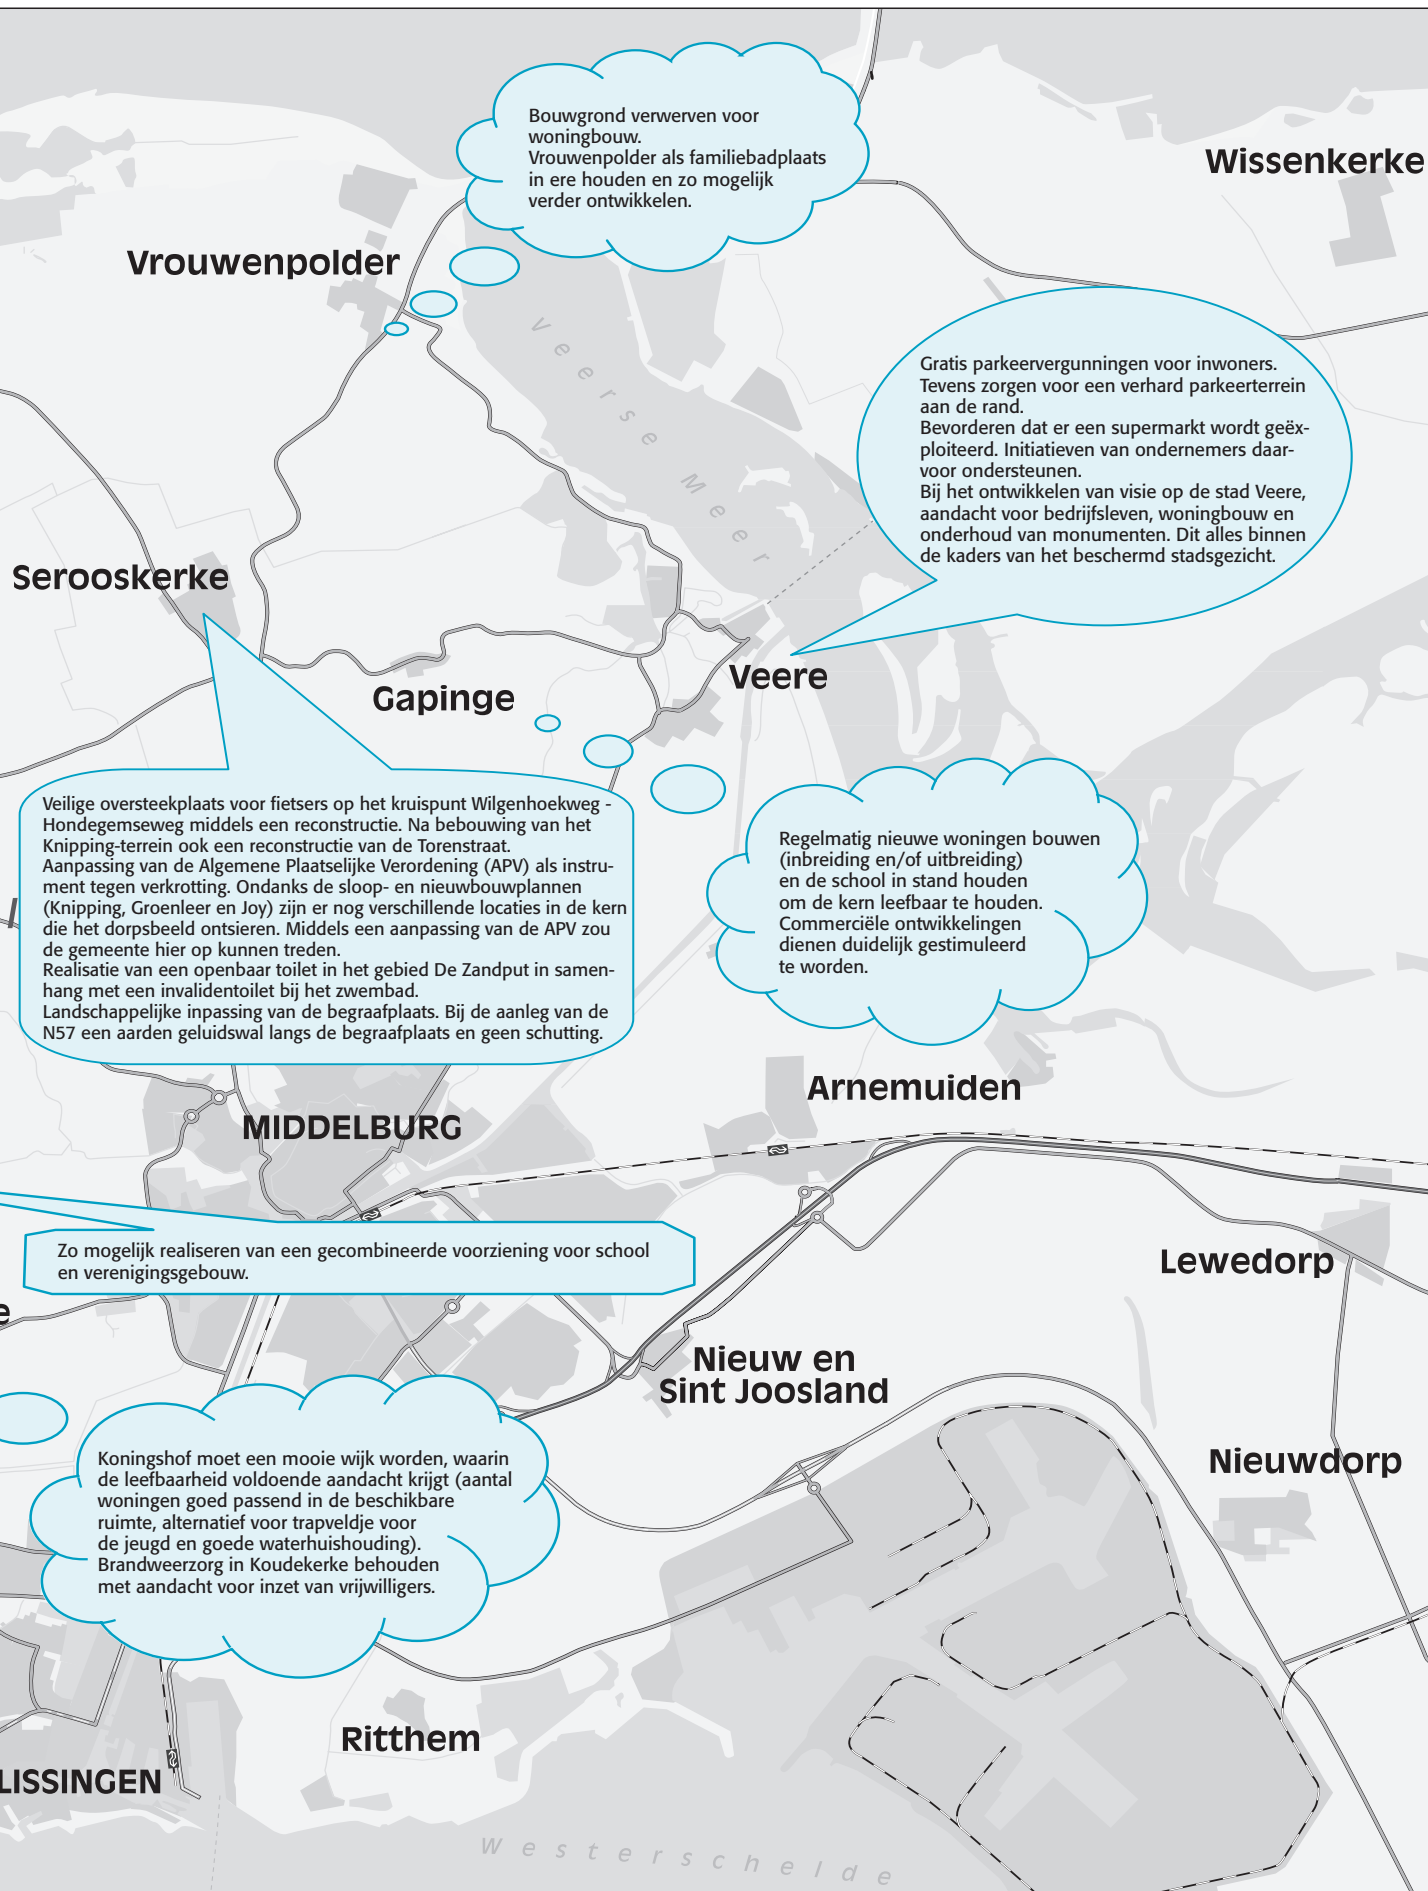 Bouwgrond verwerven voor
woningbouw.
Vrouwenpolder als familiebadplaats
in ere houden en zo mogelijk
verder ontwikkelen.
Wissenkerke
Vrouwenpolder
Veerse Meer
Gratis parkeervergunningen voor inwoners.
Tevens zorgen voor een verhard parkeerterrein
aan de rand.
Bevorderen dat er een supermarkt wordt geëx-
ploiteerd. Initiatieven van ondernemers daar-
voor ondersteunen.
Bij het ontwikkelen van visie op de stad Veere,
aandacht voor bedrijfsleven, woningbouw en
onderhoud van monumenten. Dit alles binnen
de kaders van het beschermd stadsgezicht.
Serooskerke
Gapinge
Veere
Veilige oversteekplaats voor fietsers op het kruispunt Wilgenhoekweg -
Hondegemseweg middels een reconstructie. Na bebouwing van het
Knipping-terrein ook een reconstructie van de Torenstraat.
Aanpassing van de Algemene Plaatselijke Verordening (APV) als instru-
ment tegen verkrotting. Ondanks de sloop- en nieuwbouwplannen
(Knipping, Groenleer en Joy) zijn er nog verschillende locaties in de kern
die het dorpsbeeld ontsieren. Middels een aanpassing van de APV zou
de gemeente hier op kunnen treden.
Realisatie van een openbaar toilet in het gebied De Zandput in samen-
hang met een invalidentoilet bij het zwembad.
Landschappelijke inpassing van de begraafplaats. Bij de aanleg van de
N57 een aarden geluidswal langs de begraafplaats en geen schutting.
Regelmatig nieuwe woningen bouwen
(inbreiding en/of uitbreiding)
en de school in stand houden
om de kern leefbaar te houden.
Commerciële ontwikkelingen
dienen duidelijk gestimuleerd
te worden.
Arnemuiden
MIDDELBURG
Zo mogelijk realiseren van een gecombineerde voorziening voor school
en verenigingsgebouw.
Lewedorp
e
Nieuw en
Sint Joosland
Koningshof moet een mooie wijk worden, waarin
de leefbaarheid voldoende aandacht krijgt (aantal
woningen goed passend in de beschikbare
ruimte, alternatief voor trapveldje voor
de jeugd en goede waterhuishouding).
Brandweerzorg in Koudekerke behouden
met aandacht voor inzet van vrijwilligers.
Nieuwdorp
Ritthem
LISSINGEN
Westerschelde